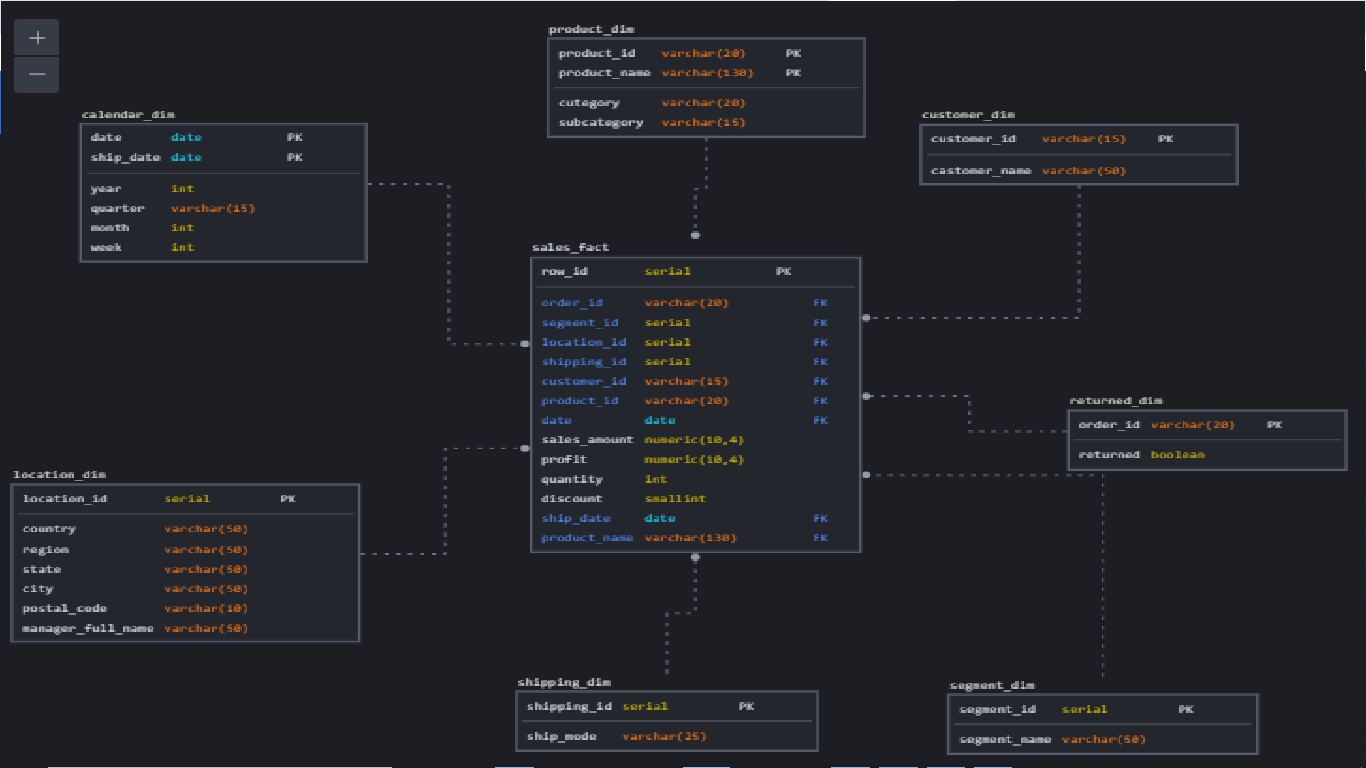 +
−
product_dim
product_id varchar(20) PK
product_name varchar(130) PK
cutegory varchar(20)
subcategory varchar(15)
calendar_dim
date date PK
ship_date date PK
year int
quarter varchar(15)
month int
week int
customer_dim
customer_id varchar(15) PK
castomer_name varchar(50)
sales_fact
row_id serial PK
order_id varchar(20) FK
segment_id serial FK
location_id serial FK
shipping_id serial FK
customer_id varchar(15) FK
product_id varchar(20) FK
date date FK
sales_amount numeric(10,4)
profit numeric(10,4)
quantity int
discount smallint
ship_date date FK
product_name varchar(130) FK
returned_dim
order_id varchar(20) PK
returned boolean
location_dim
location_id serial PK
country varchar(50)
region varchar(50)
state varchar(50)
city varchar(50)
postal_code varchar(10)
manager_full_name varchar(50)
shipping_dim
shipping_id serial PK
ship_mode varchar(25)
segment_dim
segment_id serial PK
segment_name varchar(50)